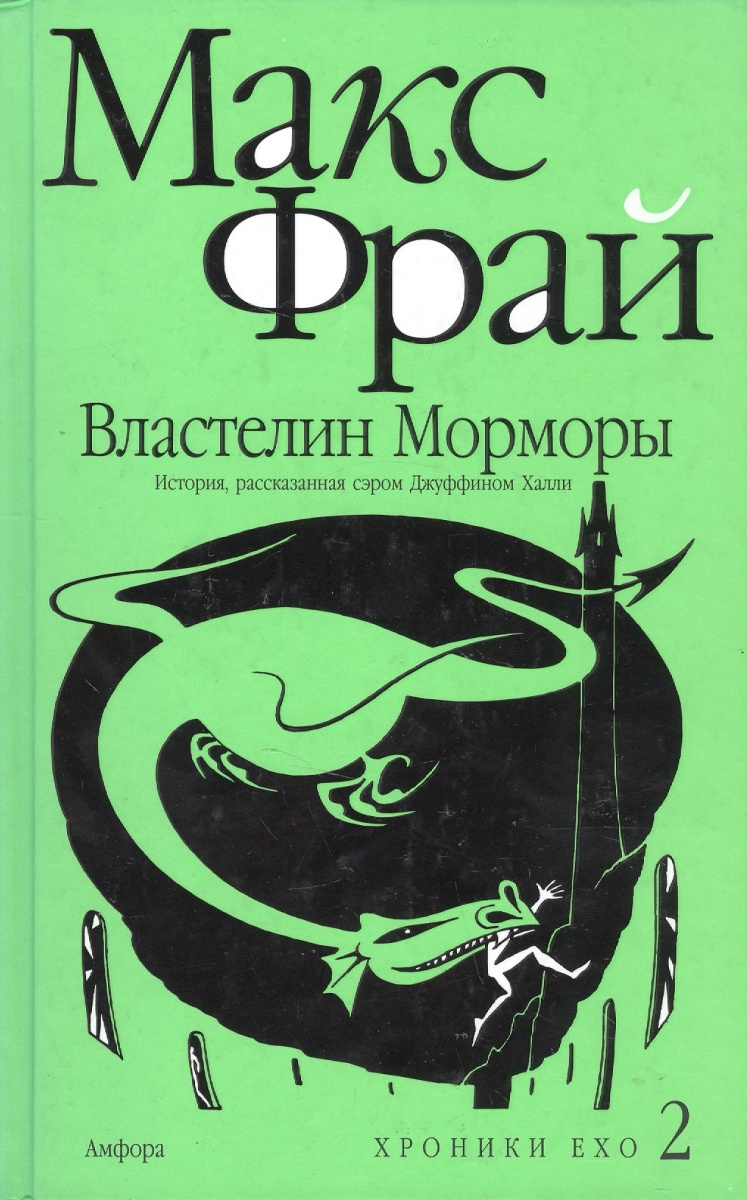 Макс
Фрай
Властелин Морморы
История, рассказанная сэром Джуффином Халли
Амфора
ХРОНИКИ ЕХО 2